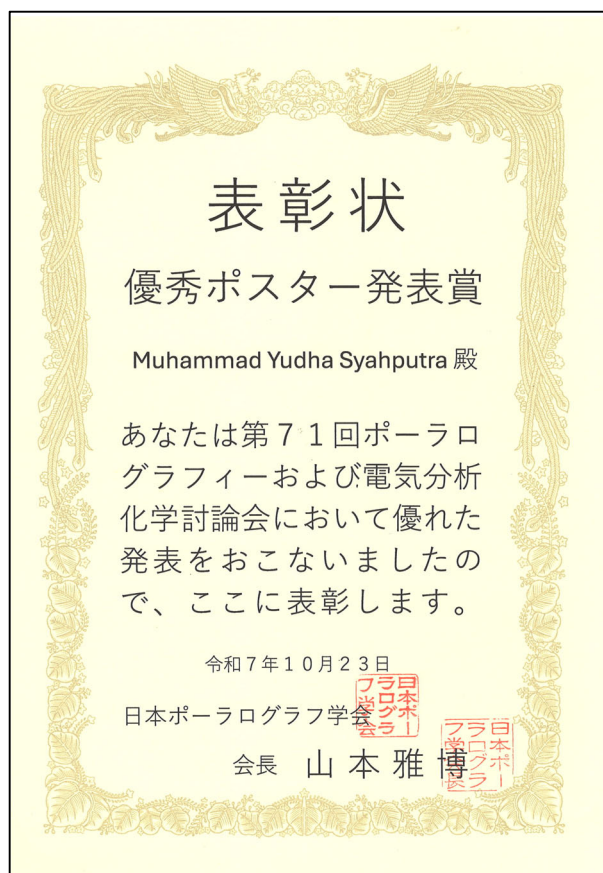 表彰状
優秀ポスター発表賞
Muhammad Yudha Syahputra 殿
あなたは第71回ポーラロ
グラフィーおよび電気分析
化学討論会において優れた
発表をおこないましたの
で、ここに表彰します。
令和7年10月23日
日本ポーラログラフ学会
日本ポーラログラフ学会
会長 山本雅博
日本ポーラログラフ学会長